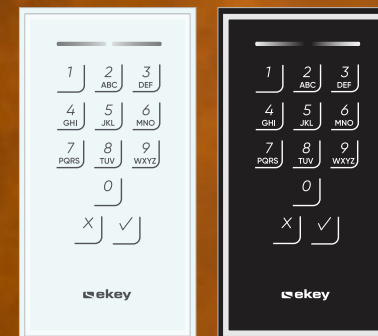 1 2 3
ABC DEF
4 5 6
GHI JKL MNO
7 8 9
PQRS TUV WXYZ
0
X ✓
ekey
1 2 3
ABC DEF
4 5 6
GHI JKL MNO
7 8 9
PQRS TUV WXYZ
0
X ✓
ekey